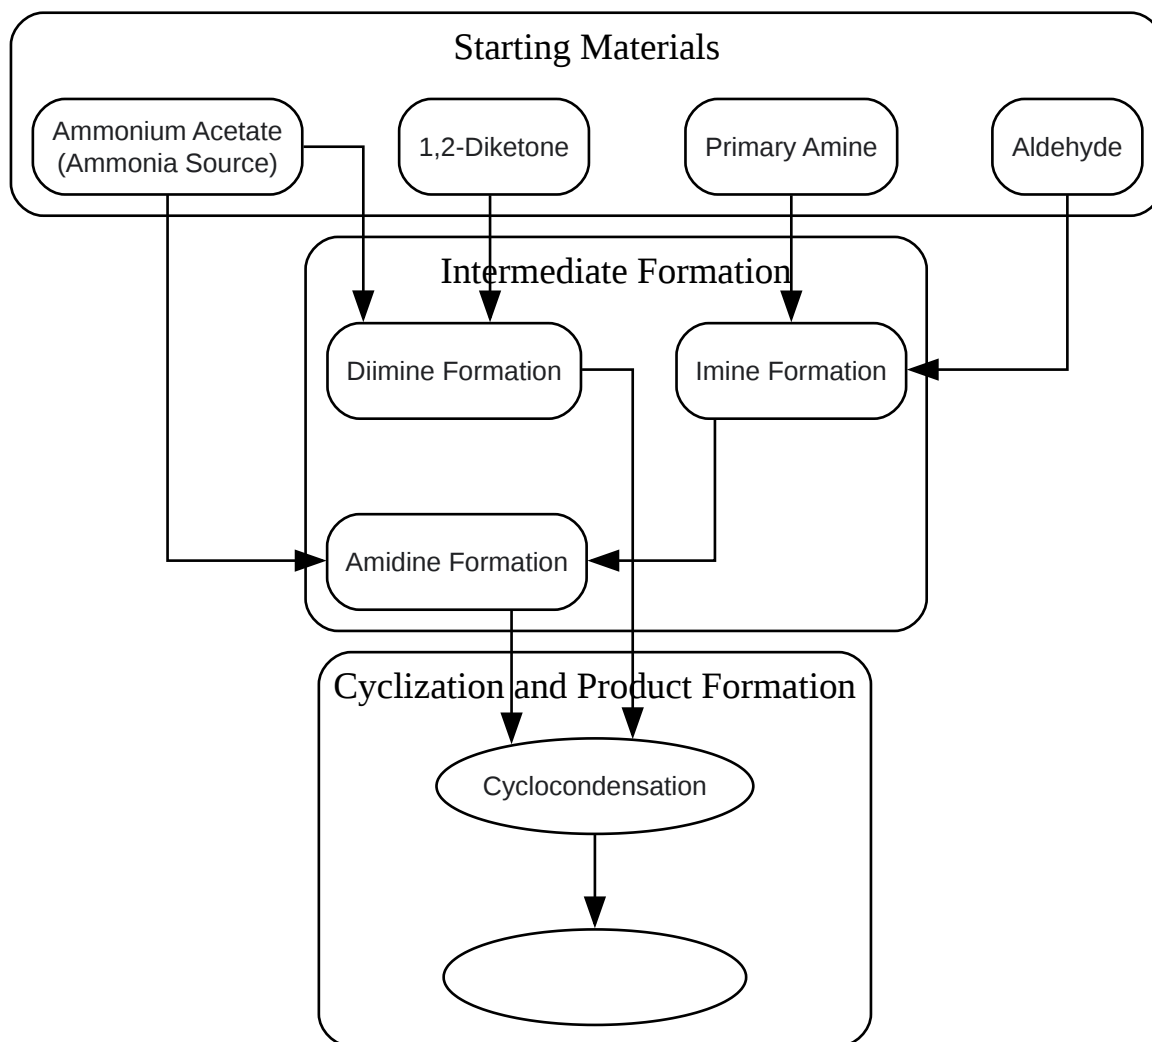 Starting Materials
Ammonium Acetate
(Ammonia Source)
1,2-Diketone
Primary Amine
Aldehyde
Intermediate Formation
Diimine Formation
Imine Formation
Amidine Formation
Cyclization and Product Formation
Cyclocondensation